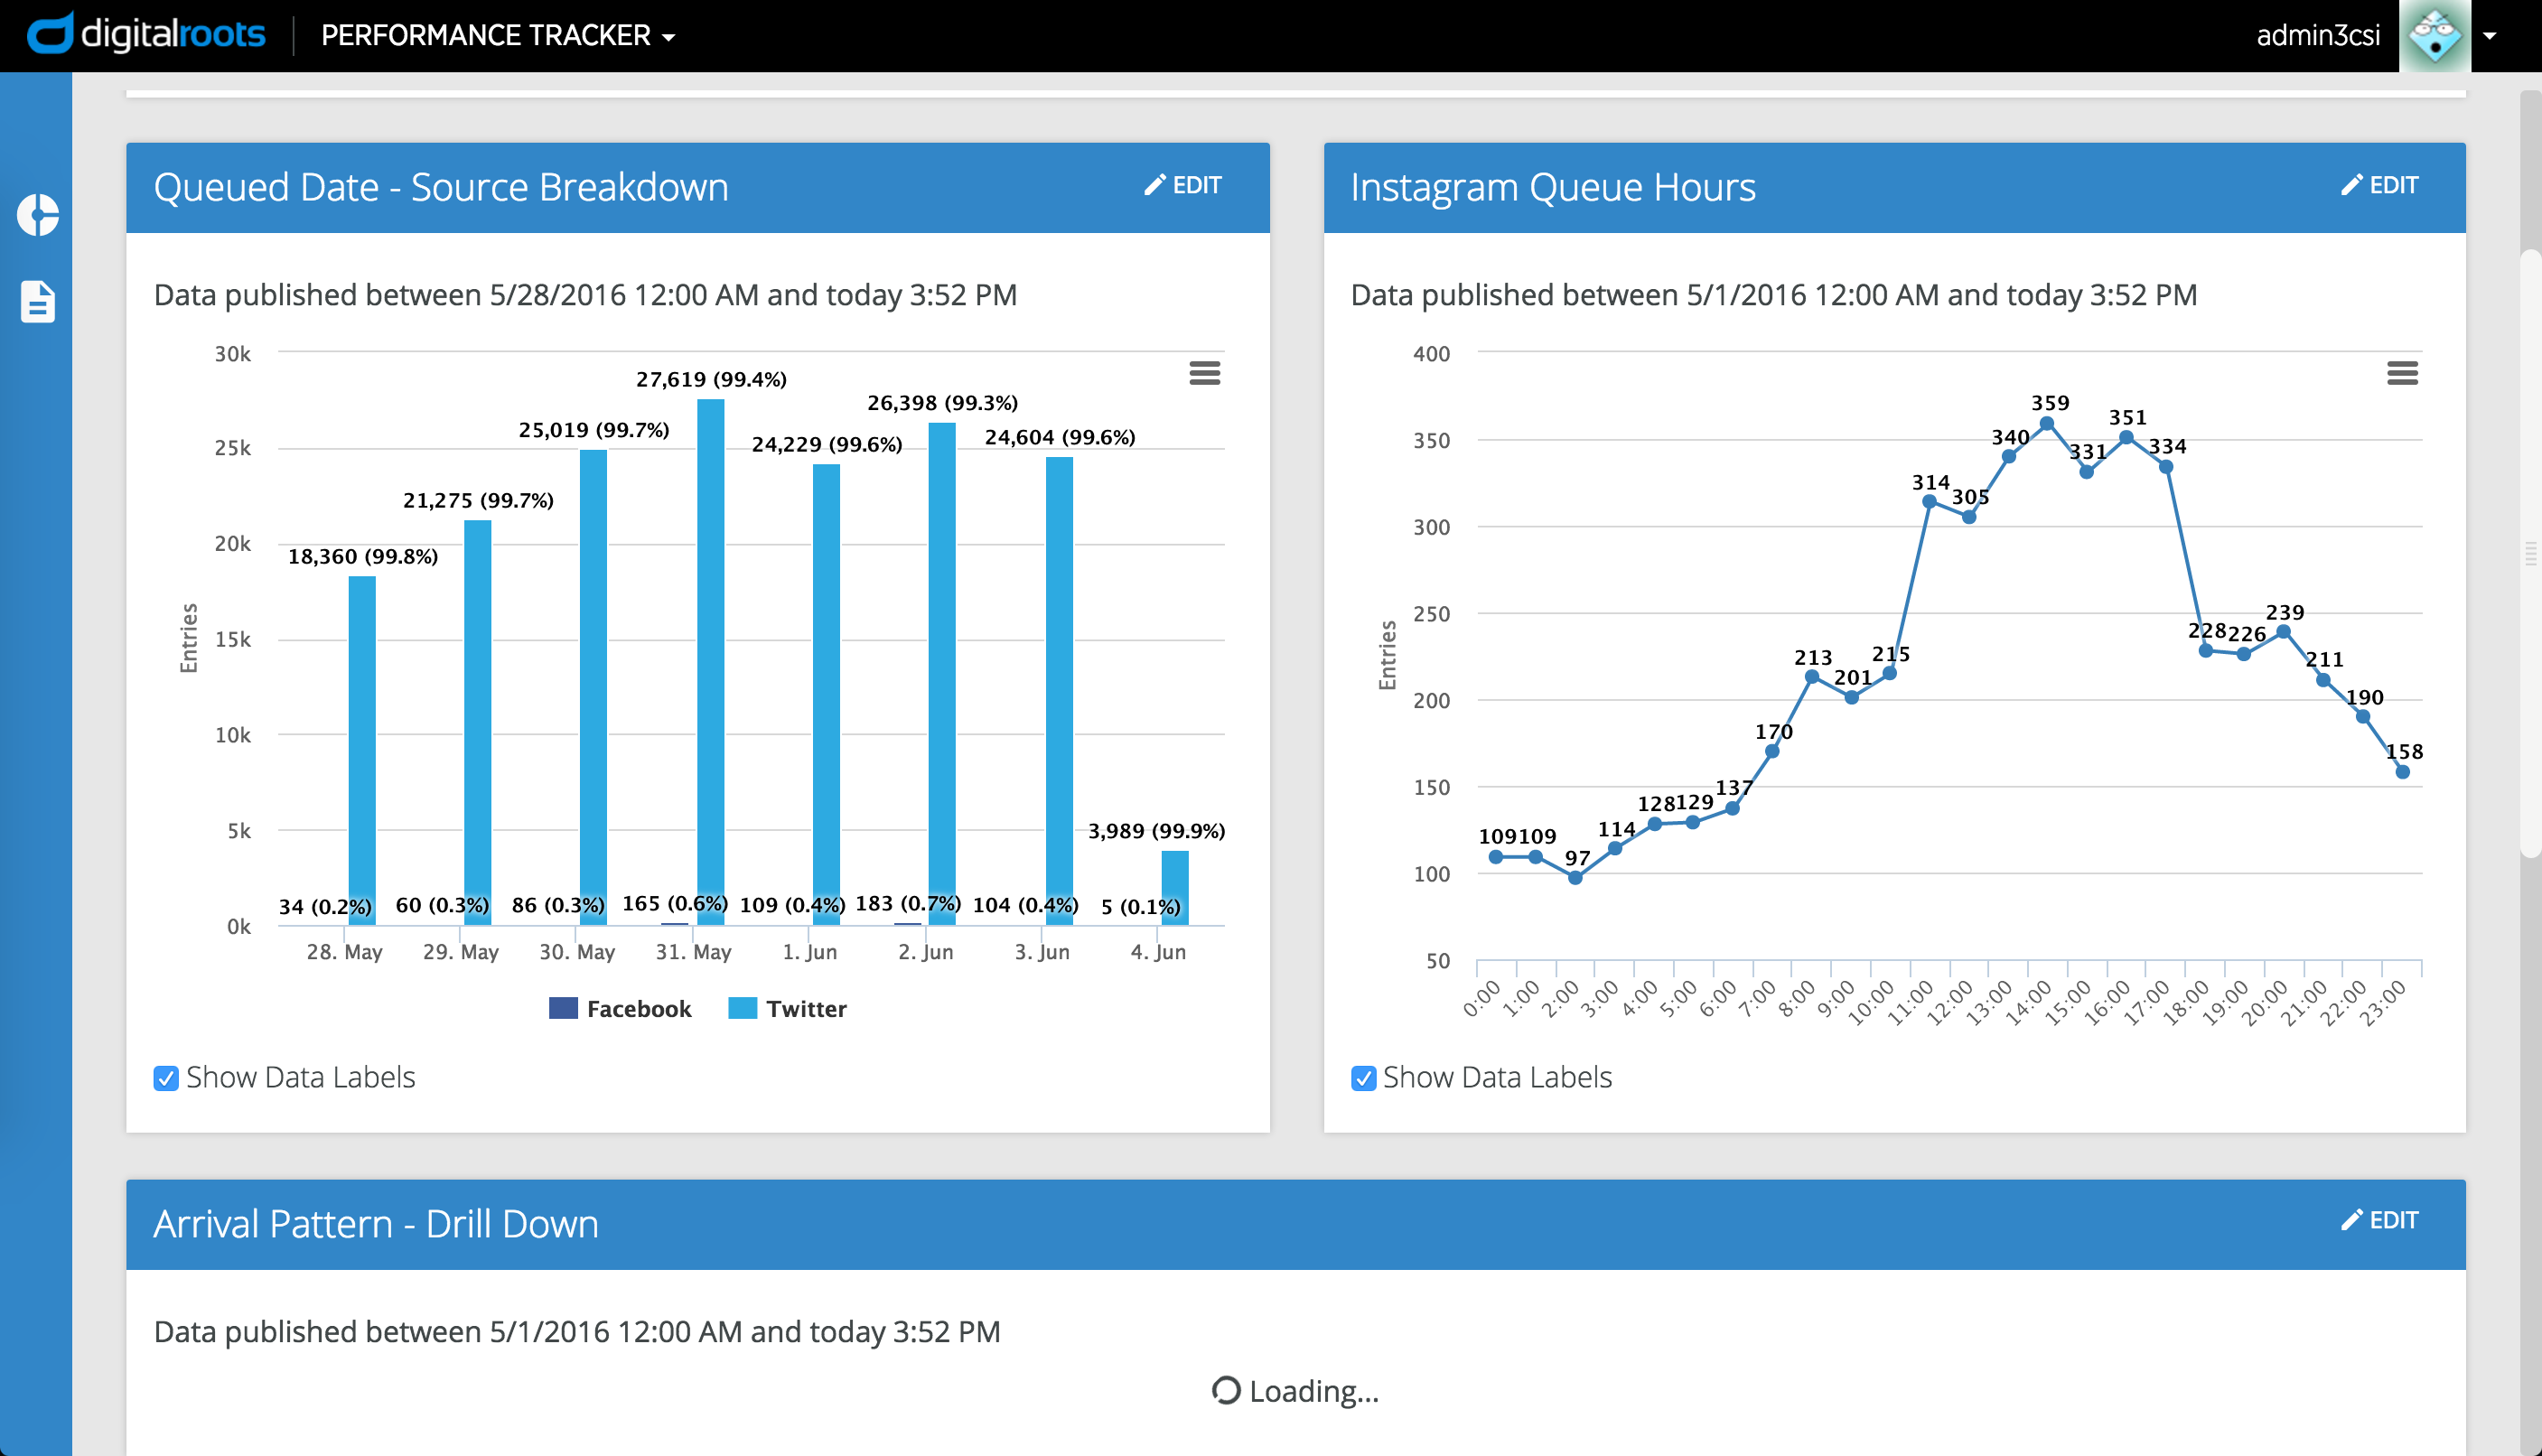 digitalroots
PERFORMANCE TRACKER
admin3csi
Queued Date - Source Breakdown
EDIT
Data published between 5/28/2016 12:00 AM and today 3:52 PM
30k
25k
20k
15k
10k
5k
0k
Entries
27,619 (99.4%)
26,398 (99.3%)
25,019 (99.7%)
24,229 (99.6%)
24,604 (99.6%)
21,275 (99.7%)
18,360 (99.8%)
3,989 (99.9%)
34 (0.2%)
60 (0.3%)
86 (0.3%)
165 (0.6%)
109 (0.4%)
183 (0.7%)
104 (0.4%)
5 (0.1%)
28. May
29. May
30. May
31. May
1. Jun
2. Jun
3. Jun
4. Jun
Facebook
Twitter
Show Data Labels
Instagram Queue Hours
EDIT
Data published between 5/1/2016 12:00 AM and today 3:52 PM
400
350
300
250
200
150
100
50
Entries
109
109
97
114
128
129
137
170
213
201
215
314
305
340
359
331
351
334
228
226
239
211
190
158
0:00
1:00
2:00
3:00
4:00
5:00
6:00
7:00
8:00
9:00
10:00
11:00
12:00
13:00
14:00
15:00
16:00
17:00
18:00
19:00
20:00
21:00
22:00
23:00
Show Data Labels
Arrival Pattern - Drill Down
EDIT
Data published between 5/1/2016 12:00 AM and today 3:52 PM
Loading...